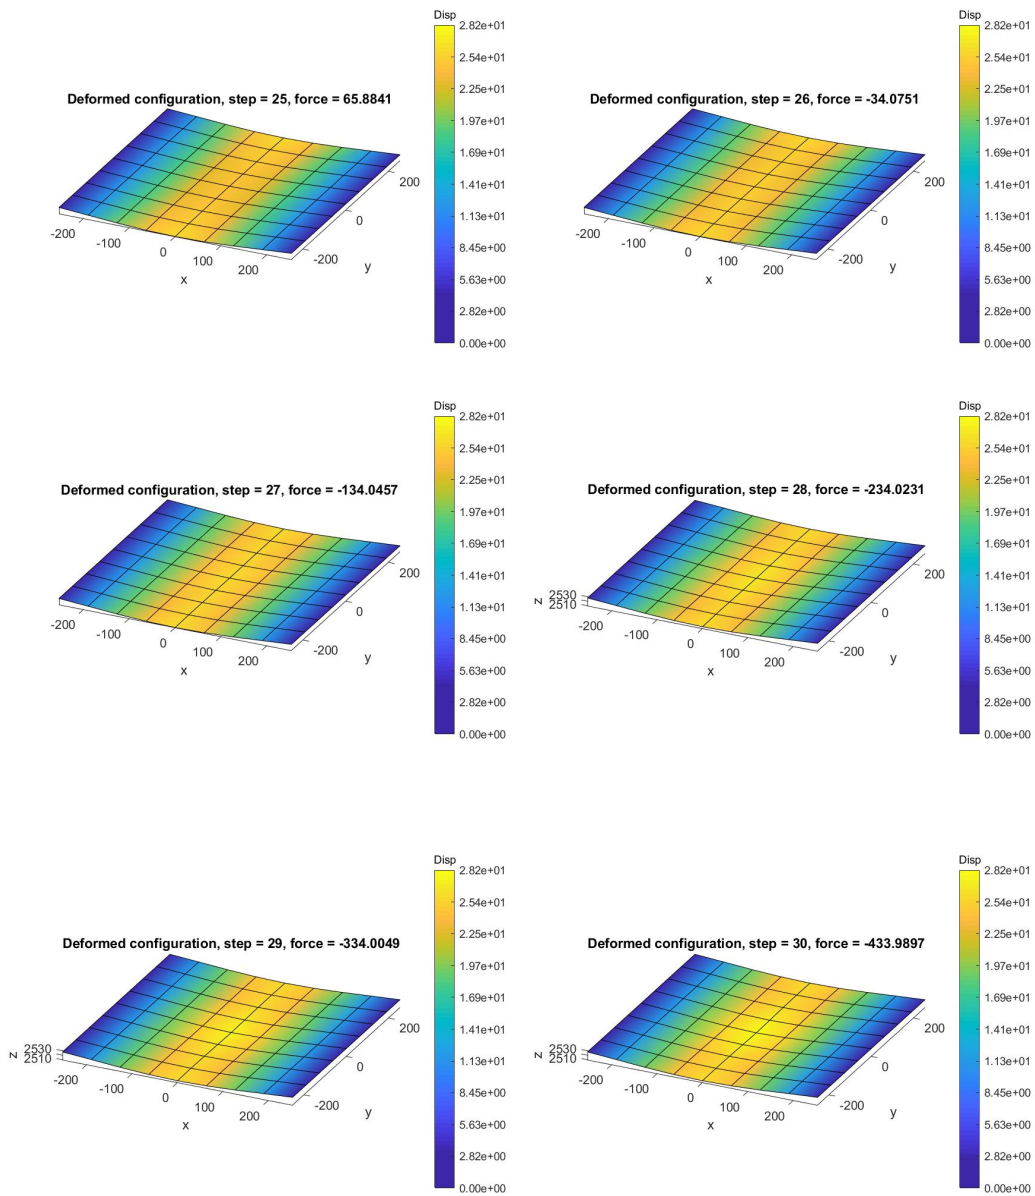 Disp
2.82e+01
2.54e+01
2.25e+01
1.97e+01
1.69e+01
1.41e+01
1.13e+01
8.45e+00
5.63e+00
2.82e+00
0.00e+00
Deformed configuration, step = 25, force = 65.8841
200
0
-200
y
-200
-100
0
100
200
x
Disp
2.82e+01
2.54e+01
2.25e+01
1.97e+01
1.69e+01
1.41e+01
1.13e+01
8.45e+00
5.63e+00
2.82e+00
0.00e+00
Deformed configuration, step = 26, force = -34.0751
200
0
-200
y
-200
-100
0
100
200
x
Disp
2.82e+01
2.54e+01
2.25e+01
1.97e+01
1.69e+01
1.41e+01
1.13e+01
8.45e+00
5.63e+00
2.82e+00
0.00e+00
Deformed configuration, step = 27, force = -134.0457
200
0
-200
y
-200
-100
0
100
200
x
Disp
2.82e+01
2.54e+01
2.25e+01
1.97e+01
1.69e+01
1.41e+01
1.13e+01
8.45e+00
5.63e+00
2.82e+00
0.00e+00
Deformed configuration, step = 28, force = -234.0231
z
2530
2510
200
0
-200
y
-200
-100
0
100
200
x
Disp
2.82e+01
2.54e+01
2.25e+01
1.97e+01
1.69e+01
1.41e+01
1.13e+01
8.45e+00
5.63e+00
2.82e+00
0.00e+00
Deformed configuration, step = 29, force = -334.0049
z
2530
2510
200
0
-200
y
-200
-100
0
100
200
x
Disp
2.82e+01
2.54e+01
2.25e+01
1.97e+01
1.69e+01
1.41e+01
1.13e+01
8.45e+00
5.63e+00
2.82e+00
0.00e+00
Deformed configuration, step = 30, force = -433.9897
z
2530
2510
200
0
-200
y
-200
-100
0
100
200
x